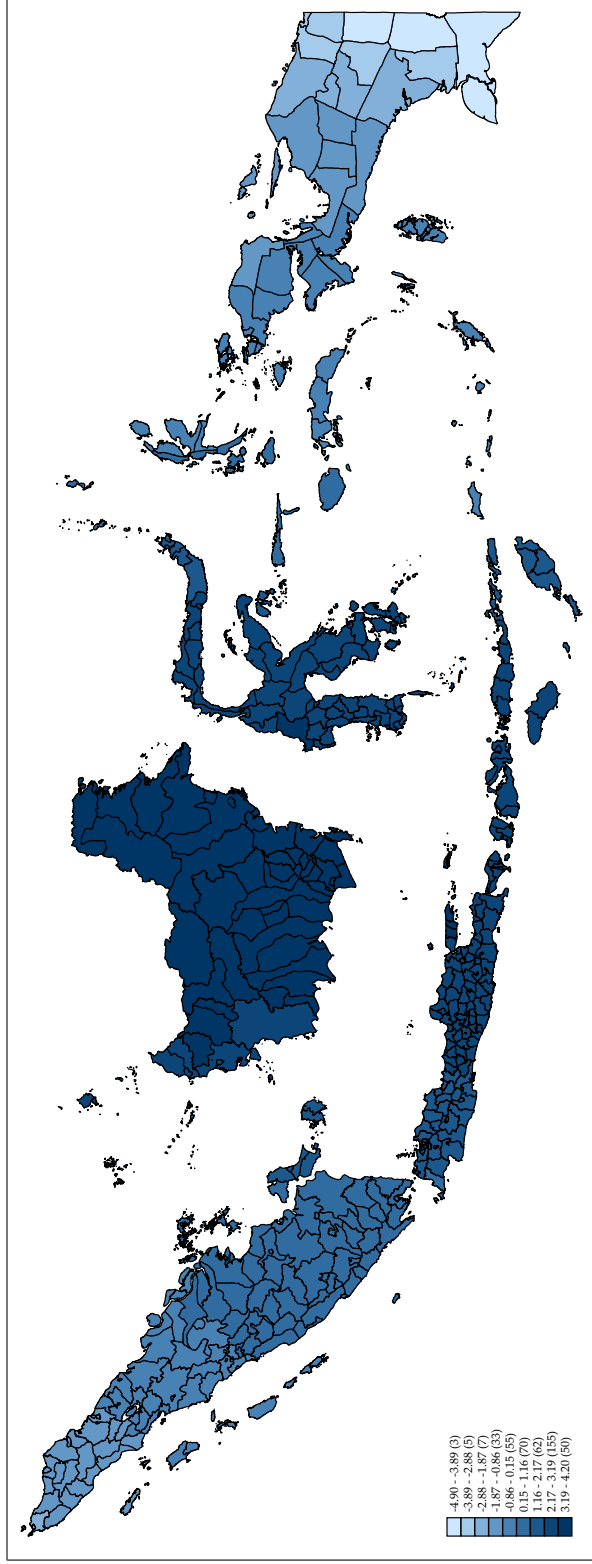 -4.90 - -3.89 (3)
-3.89 - -2.88 (5)
-2.88 - -1.87 (7)
-1.87 - -0.86 (33)
-0.86 - 0.15 (55)
0.15 - 1.16 (70)
1.16 - 2.17 (62)
2.17 - 3.19 (155)
3.19 - 4.20 (50)